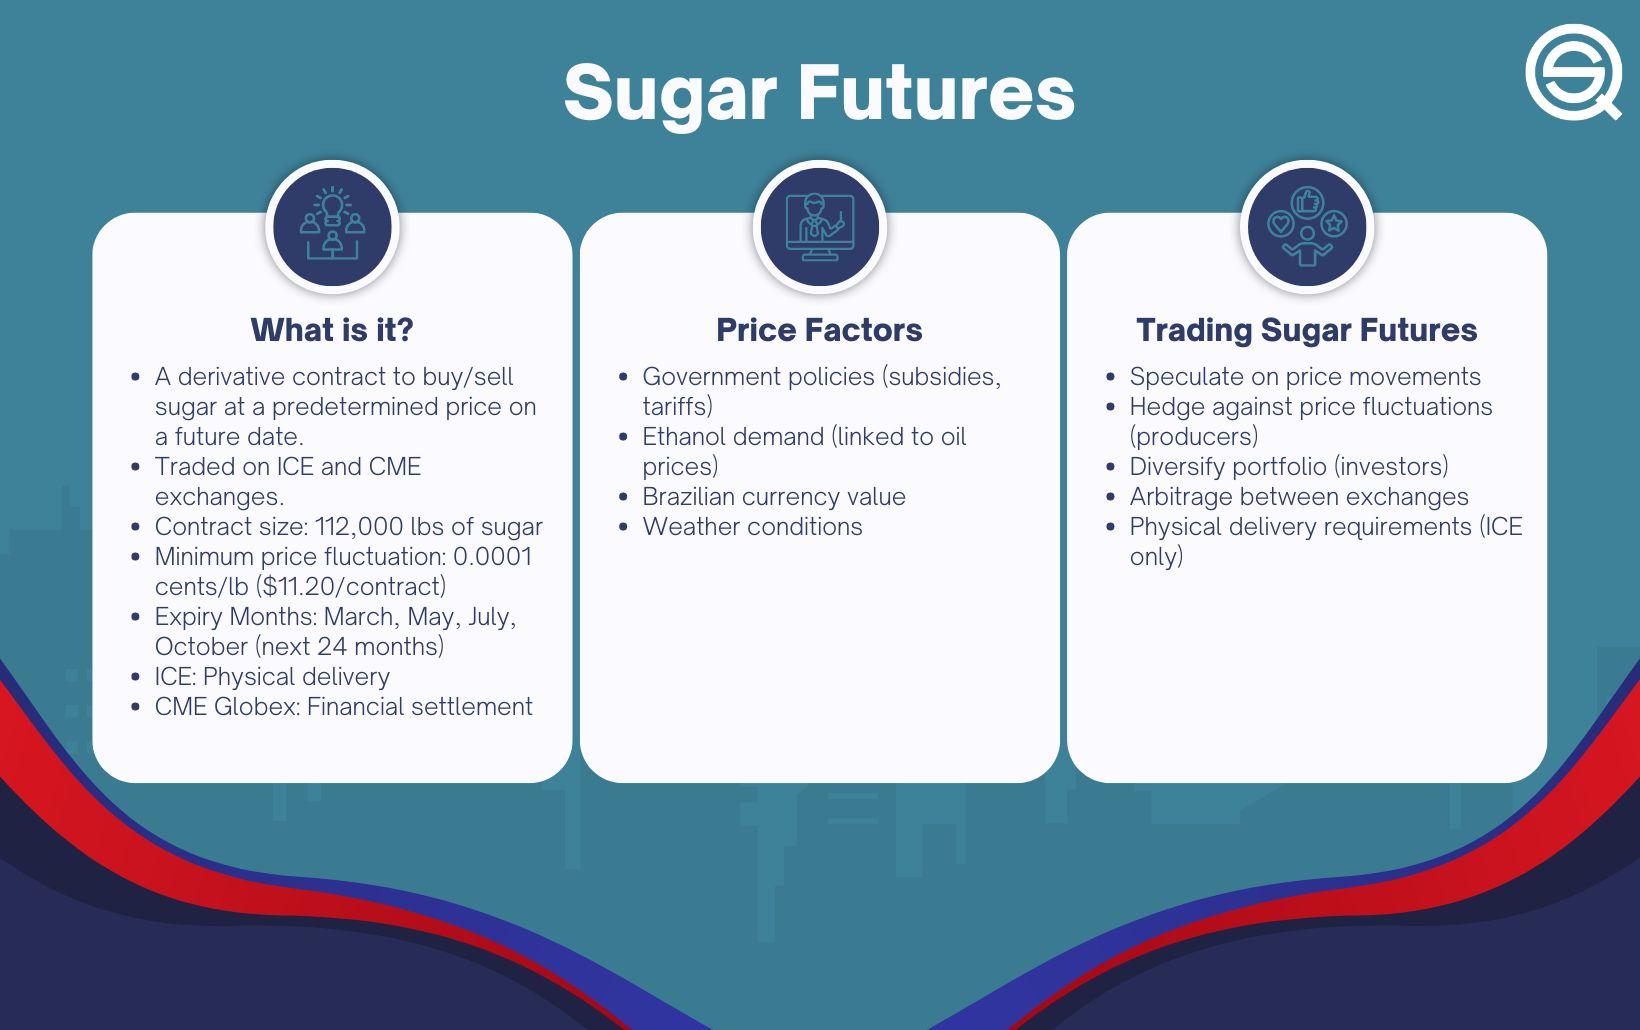 Sugar Futures
What is it?
• A derivative contract to buy/sell
sugar at a predetermined price on
a future date.
• Traded on ICE and CME
exchanges.
• Contract size: 112,000 lbs of sugar
• Minimum price fluctuation: 0.0001
cents/lb ($11.20/contract)
• Expiry Months: March, May, July,
October (next 24 months)
• ICE: Physical delivery
• CME Globex: Financial settlement
Price Factors
• Government policies (subsidies,
tariffs)
• Ethanol demand (linked to oil
prices)
• Brazilian currency value
• Weather conditions
Trading Sugar Futures
• Speculate on price movements
• Hedge against price fluctuations
(producers)
• Diversify portfolio (investors)
• Arbitrage between exchanges
• Physical delivery requirements (ICE
only)